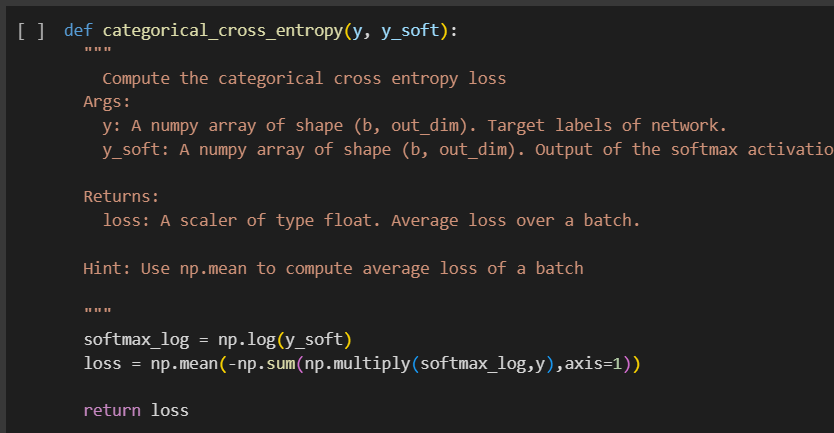 [ ] def categorical_cross_entropy(y, y_soft):
"""
Compute the categorical cross entropy loss
Args:
y: A numpy array of shape (b, out_dim). Target labels of network.
y_soft: A numpy array of shape (b, out_dim). Output of the softmax activatio
Returns:
loss: A scaler of type float. Average loss over a batch.
Hint: Use np.mean to compute average loss of a batch
"""
softmax_log = np.log(y_soft)
loss = np.mean(-np.sum(np.multiply(softmax_log,y),axis=1))
return loss